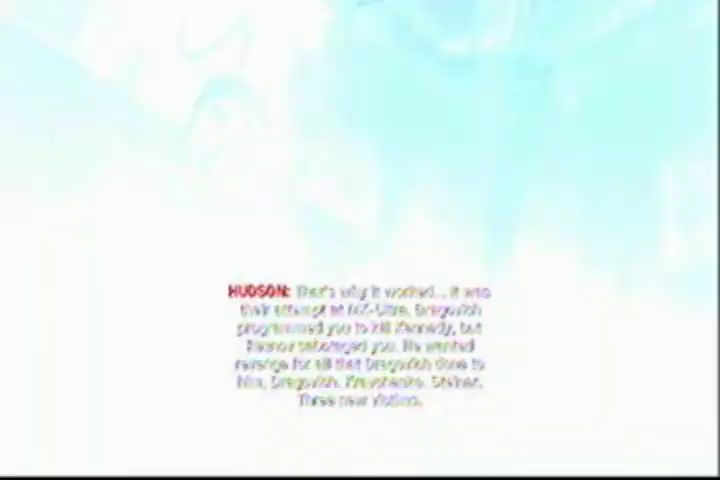 HUDSON: That's why it worked... It was
their attempt at MK-Ultra. Dragovich
programmed you to kill Kennedy, but
Reznov sabotaged you. He wanted
revenge for all that Dragovich done to
him. Dragovich. Kravchenko. Steiner.
Three new victims.